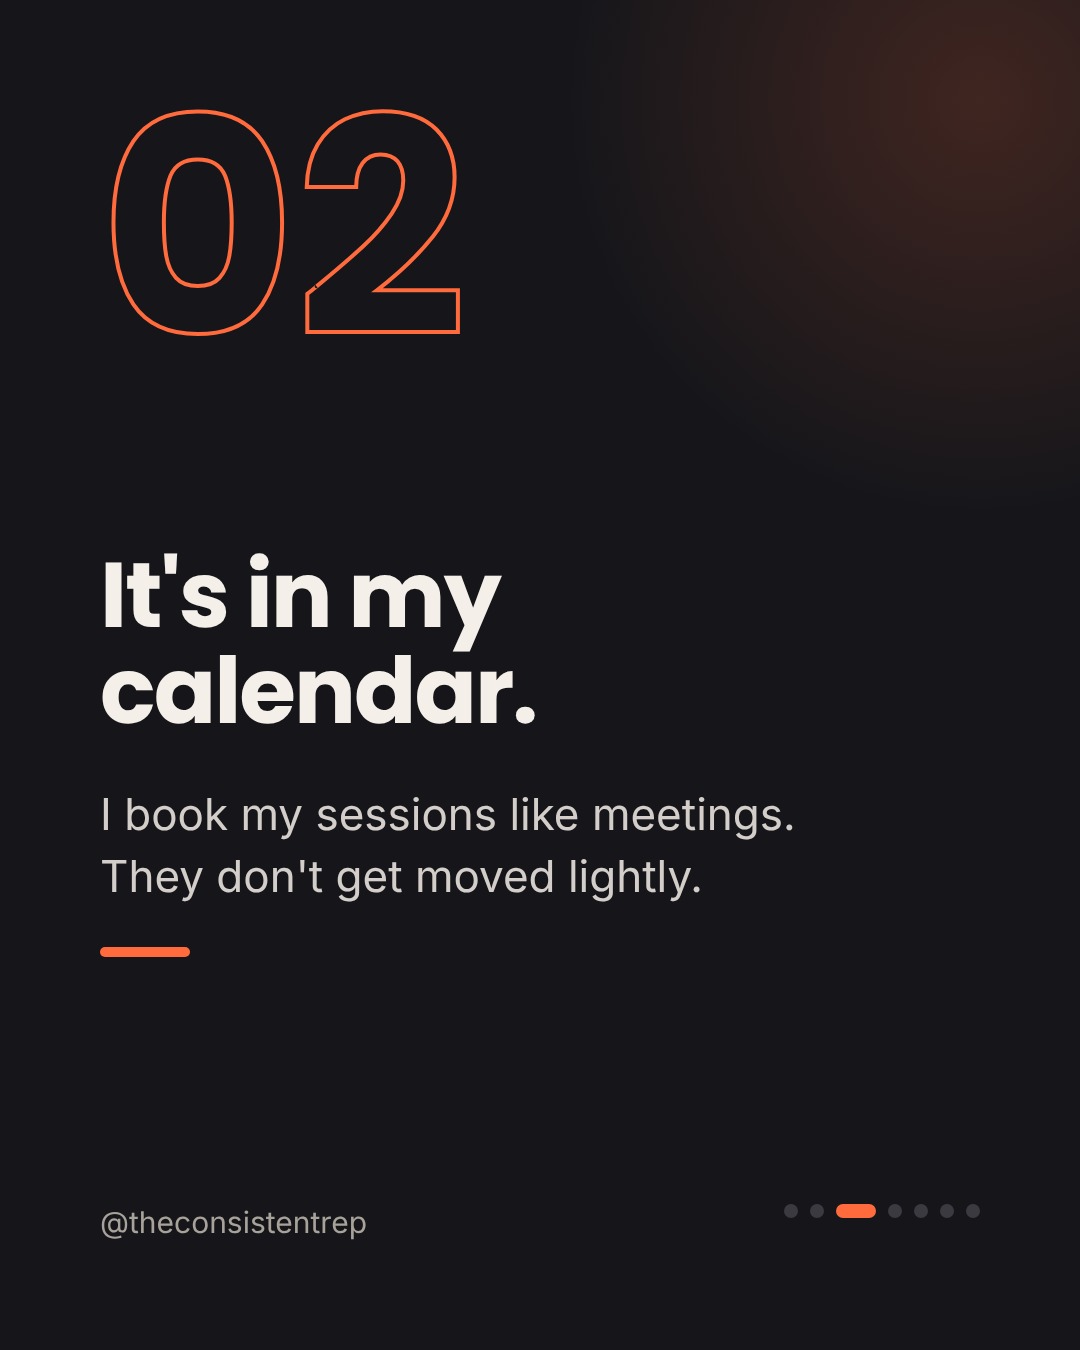 02
It's in my
calendar.
I book my sessions like meetings.
They don't get moved lightly.
@theconsistentrep